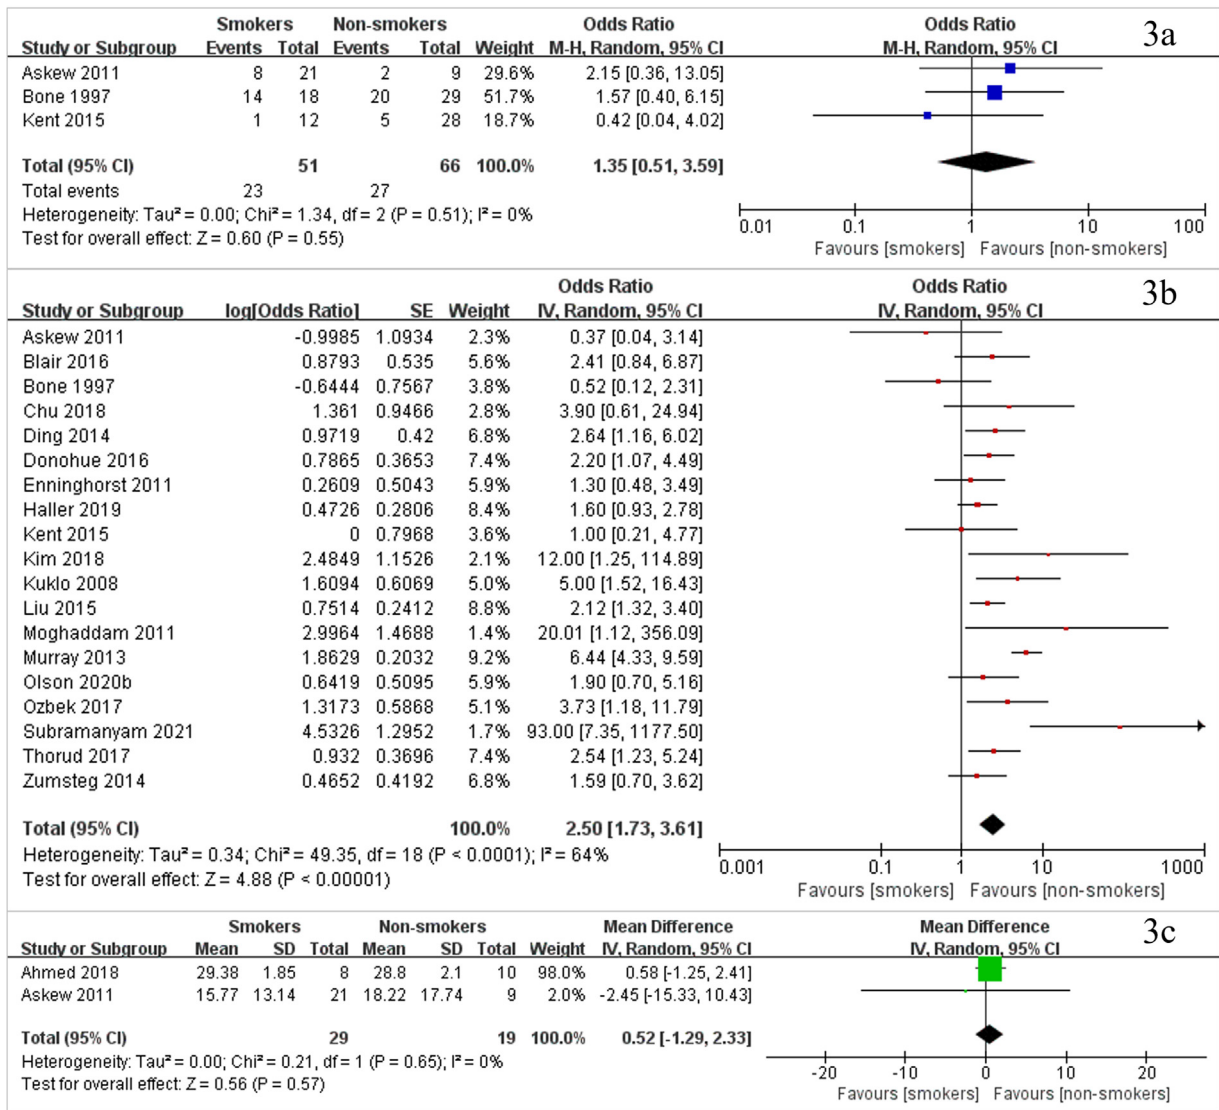 Smokers Non-smokers Odds Ratio Odds Ratio 3a
Study or Subgroup Events Total Events Total Weight M-H, Random, 95% CI M-H, Random, 95% CI
Askew 2011 8 21 2 9 29.6% 2.15 [0.36, 13.05]
Bone 1997 14 18 20 29 51.7% 1.57 [0.40, 6.15]
Kent 2015 1 12 5 28 18.7% 0.42 [0.04, 4.02]
Total (95% CI) 51 66 100.0% 1.35 [0.51, 3.59]
Total events 23 27
Heterogeneity: Tau² = 0.00; Chi² = 1.34, df = 2 (P = 0.51); I² = 0%
Test for overall effect: Z = 0.60 (P = 0.55)
0.01 0.1 1 10 100
Favours [smokers] Favours [non-smokers]
Odds Ratio Odds Ratio 3b
Study or Subgroup log[Odds Ratio] SE Weight IV, Random, 95% CI IV, Random, 95% CI
Askew 2011 -0.9985 1.0934 2.3% 0.37 [0.04, 3.14]
Blair 2016 0.8793 0.535 5.6% 2.41 [0.84, 6.87]
Bone 1997 -0.6444 0.7567 3.8% 0.52 [0.12, 2.31]
Chu 2018 1.361 0.9466 2.8% 3.90 [0.61, 24.94]
Ding 2014 0.9719 0.42 6.8% 2.64 [1.16, 6.02]
Donohue 2016 0.7865 0.3653 7.4% 2.20 [1.07, 4.49]
Enninghorst 2011 0.2609 0.5043 5.9% 1.30 [0.48, 3.49]
Haller 2019 0.4726 0.2806 8.4% 1.60 [0.93, 2.78]
Kent 2015 0 0.7968 3.6% 1.00 [0.21, 4.77]
Kim 2018 2.4849 1.1526 2.1% 12.00 [1.25, 114.89]
Kuklo 2008 1.6094 0.6069 5.0% 5.00 [1.52, 16.43]
Liu 2015 0.7514 0.2412 8.8% 2.12 [1.32, 3.40]
Moghaddam 2011 2.9964 1.4688 1.4% 20.01 [1.12, 356.09]
Murray 2013 1.8629 0.2032 9.2% 6.44 [4.33, 9.59]
Olson 2020b 0.6419 0.5095 5.9% 1.90 [0.70, 5.16]
Ozbek 2017 1.3173 0.5868 5.1% 3.73 [1.18, 11.79]
Subramanyam 2021 4.5326 1.2952 1.7% 93.00 [7.35, 1177.50]
Thorud 2017 0.932 0.3696 7.4% 2.54 [1.23, 5.24]
Zumsteg 2014 0.4652 0.4192 6.8% 1.59 [0.70, 3.62]
Total (95% CI) 100.0% 2.50 [1.73, 3.61]
Heterogeneity: Tau² = 0.34; Chi² = 49.35, df = 18 (P < 0.0001); I² = 64%
Test for overall effect: Z = 4.88 (P < 0.00001)
0.001 0.1 1 10 1000
Favours [smokers] Favours [non-smokers]
Smokers Non-smokers Mean Difference Mean Difference 3c
Study or Subgroup Mean SD Total Mean SD Total Weight IV, Random, 95% CI IV, Random, 95% CI
Ahmed 2018 29.38 1.85 8 28.8 2.1 10 98.0% 0.58 [-1.25, 2.41]
Askew 2011 15.77 13.14 21 18.22 17.74 9 2.0% -2.45 [-15.33, 10.43]
Total (95% CI) 29 19 100.0% 0.52 [-1.29, 2.33]
Heterogeneity: Tau² = 0.00; Chi² = 0.21, df = 1 (P = 0.65); I² = 0%
Test for overall effect: Z = 0.56 (P = 0.57)
-20 -10 0 10 20
Favours [smokers] Favours [non-smokers]